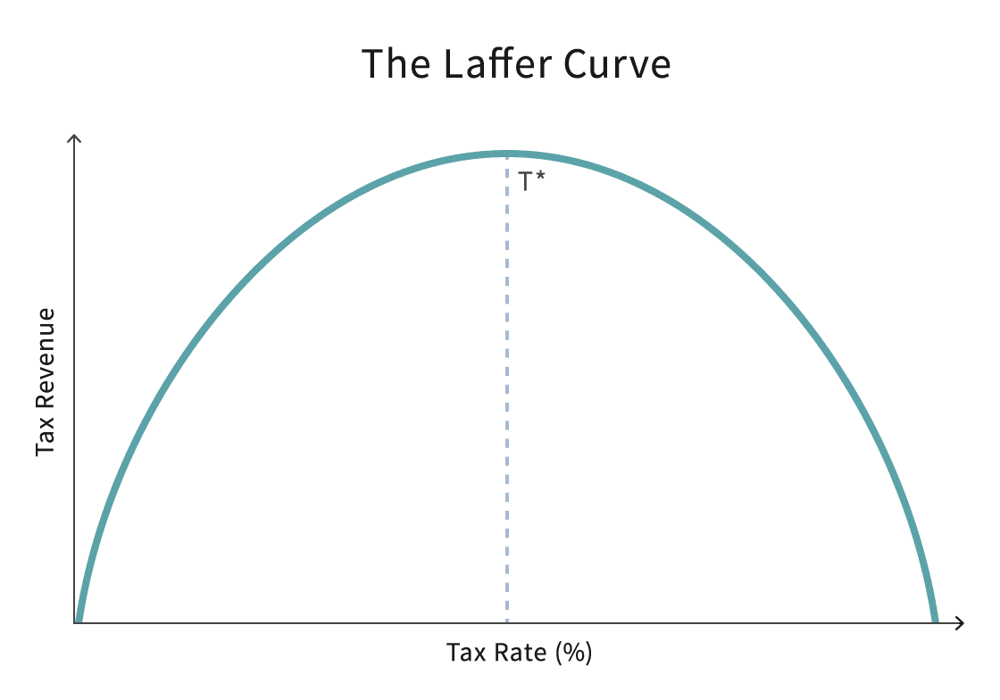 The Laffer Curve
T*
Tax Revenue
Tax Rate (%)